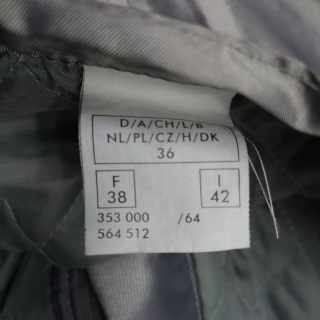 D/A/CH/L/B
NL/PL/CZ/H/DK
36
F I
38 42
353 000 /64
564 512